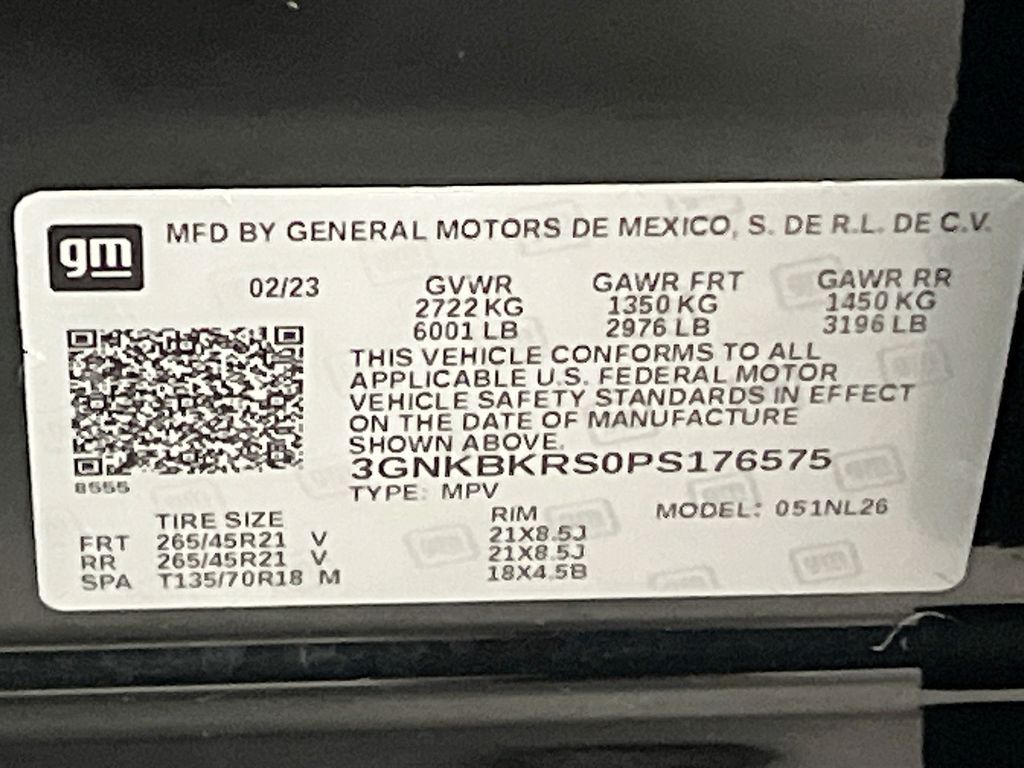 gm
MFD BY GENERAL MOTORS DE MEXICO, S. DE R.L. DE C.V.
02/23 GVWR GAWR FRT GAWR RR
2722 KG 1350 KG 1450 KG
6001 LB 2976 LB 3196 LB
THIS VEHICLE CONFORMS TO ALL
APPLICABLE U.S. FEDERAL MOTOR
VEHICLE SAFETY STANDARDS IN EFFECT
ON THE DATE OF MANUFACTURE
SHOWN ABOVE.
3GNKBKRS0PS176575
8555
TYPE: MPV
MODEL: 051NL26
TIRE SIZE RIM
FRT 265/45R21 V 21X8.5J
RR 265/45R21 V 21X8.5J
SPA T135/70R18 M 18X4.5B